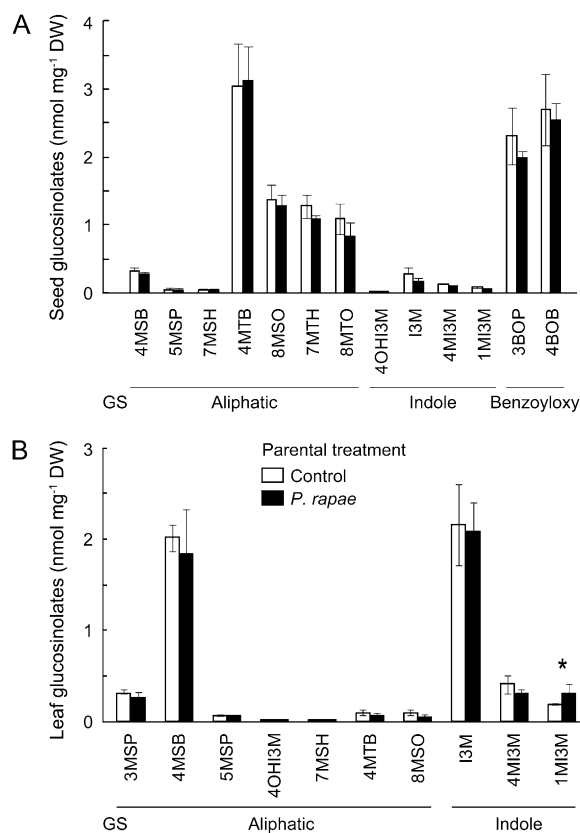 A
Seed glucosinolates (nmol mg-1 DW)
4
3
2
1
0
4MSB 5MSP 7MSH 4MTB 8MSO 7MTH 8MTO 4OHI3M I3M 4MI3M 1MI3M 3BOP 4BOB
GS Aliphatic Indole Benzoyloxy
B
Leaf glucosinolates (nmol mg-1 DW)
3
2
1
0
Parental treatment
Control
P. rapae
*
3MSP 4MSB 5MSP 4OHI3M 7MSH 4MTB 8MSO I3M 4MI3M 1MI3M
GS Aliphatic Indole